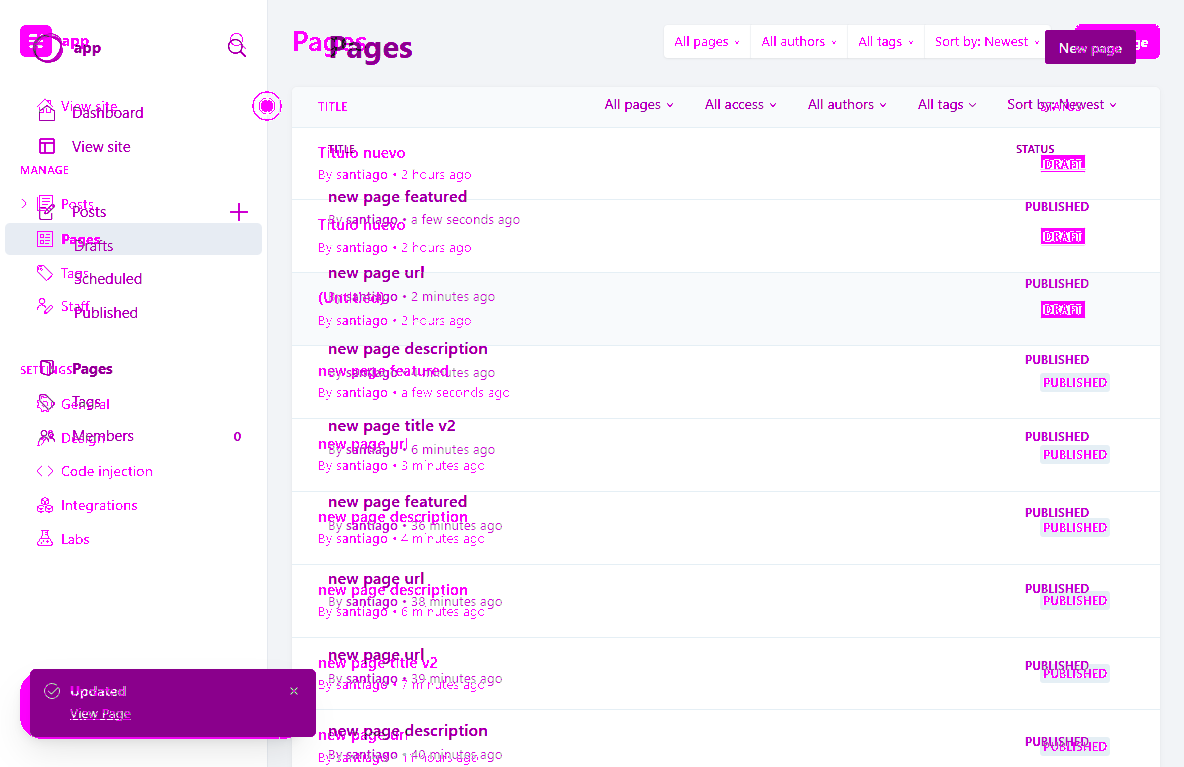 app
app
View site
Dashboard
View site
MANAGE
Posts
Posts
Pages
Drafts
Tags
Scheduled
Staff
Published
SETTINGS
Pages
General
Tags
Design
Members 0
Code injection
Integrations
Labs
Pages
Pages
All pages All authors All tags Sort by: Newest
New page
TITLE STATUS
All pages All access All authors All tags Sort by: Newest
TITLE STATUS
Titulo nuevo
By santiago • 2 hours ago
DRAFT
new page featured
By santiago • a few seconds ago
PUBLISHED
Titulo nuevo
By santiago • 2 hours ago
DRAFT
new page url
By santiago • 2 minutes ago
PUBLISHED
(Untitled)
By santiago • 2 hours ago
DRAFT
new page description
By santiago • minutes ago
PUBLISHED
new page featured
By santiago • a few seconds ago
PUBLISHED
new page title v2
By santiago • 6 minutes ago
PUBLISHED
new page url
By santiago • 3 minutes ago
PUBLISHED
new page featured
By santiago • 36 minutes ago
PUBLISHED
new page description
By santiago • 4 minutes ago
PUBLISHED
new page url
By santiago • 38 minutes ago
PUBLISHED
new page description
By santiago • 6 minutes ago
PUBLISHED
new page url
By santiago • 39 minutes ago
PUBLISHED
new page title v2
By santiago • 7 minutes ago
PUBLISHED
new page description
By santiago • 40 minutes ago
PUBLISHED
new page url
By santiago • 11 hours ago
PUBLISHED
Updated
View Page